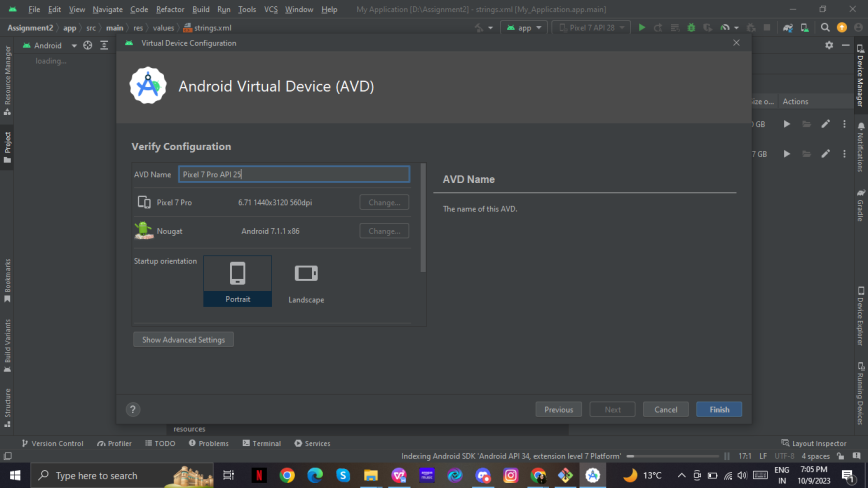 File Edit View Navigate Code Refactor Build Run Tools VCS Window Help My Application [D:\Assignment2] - strings.xml [My_Application.app.main]
Assignment2 app src main res values strings.xml app Pixel 7 API 28
Android
loading...
Resource Manager
Project
Bookmarks
Build Variants
Structure
Virtual Device Configuration
Android Virtual Device (AVD)
Verify Configuration
AVD Name Pixel 7 Pro API 25
Pixel 7 Pro 6.71 1440x3120 560dpi Change...
Nougat Android 7.1.1 x86 Change...
Startup orientation
Portrait
Landscape
Show Advanced Settings
AVD Name
The name of this AVD.
? Previous Next Cancel Finish
ize o... Actions
GB
7 GB
Device Manager
Notifications
Gradle
Device Explorer
Running Devices
resources
Version Control Profiler TODO Problems Terminal Services Layout Inspector
Indexing Android SDK 'Android API 34, extension level 7 Platform' 17:1 LF UTF-8 4 spaces
Type here to search
13°C
ENG
IN
7:05 PM
10/9/2023